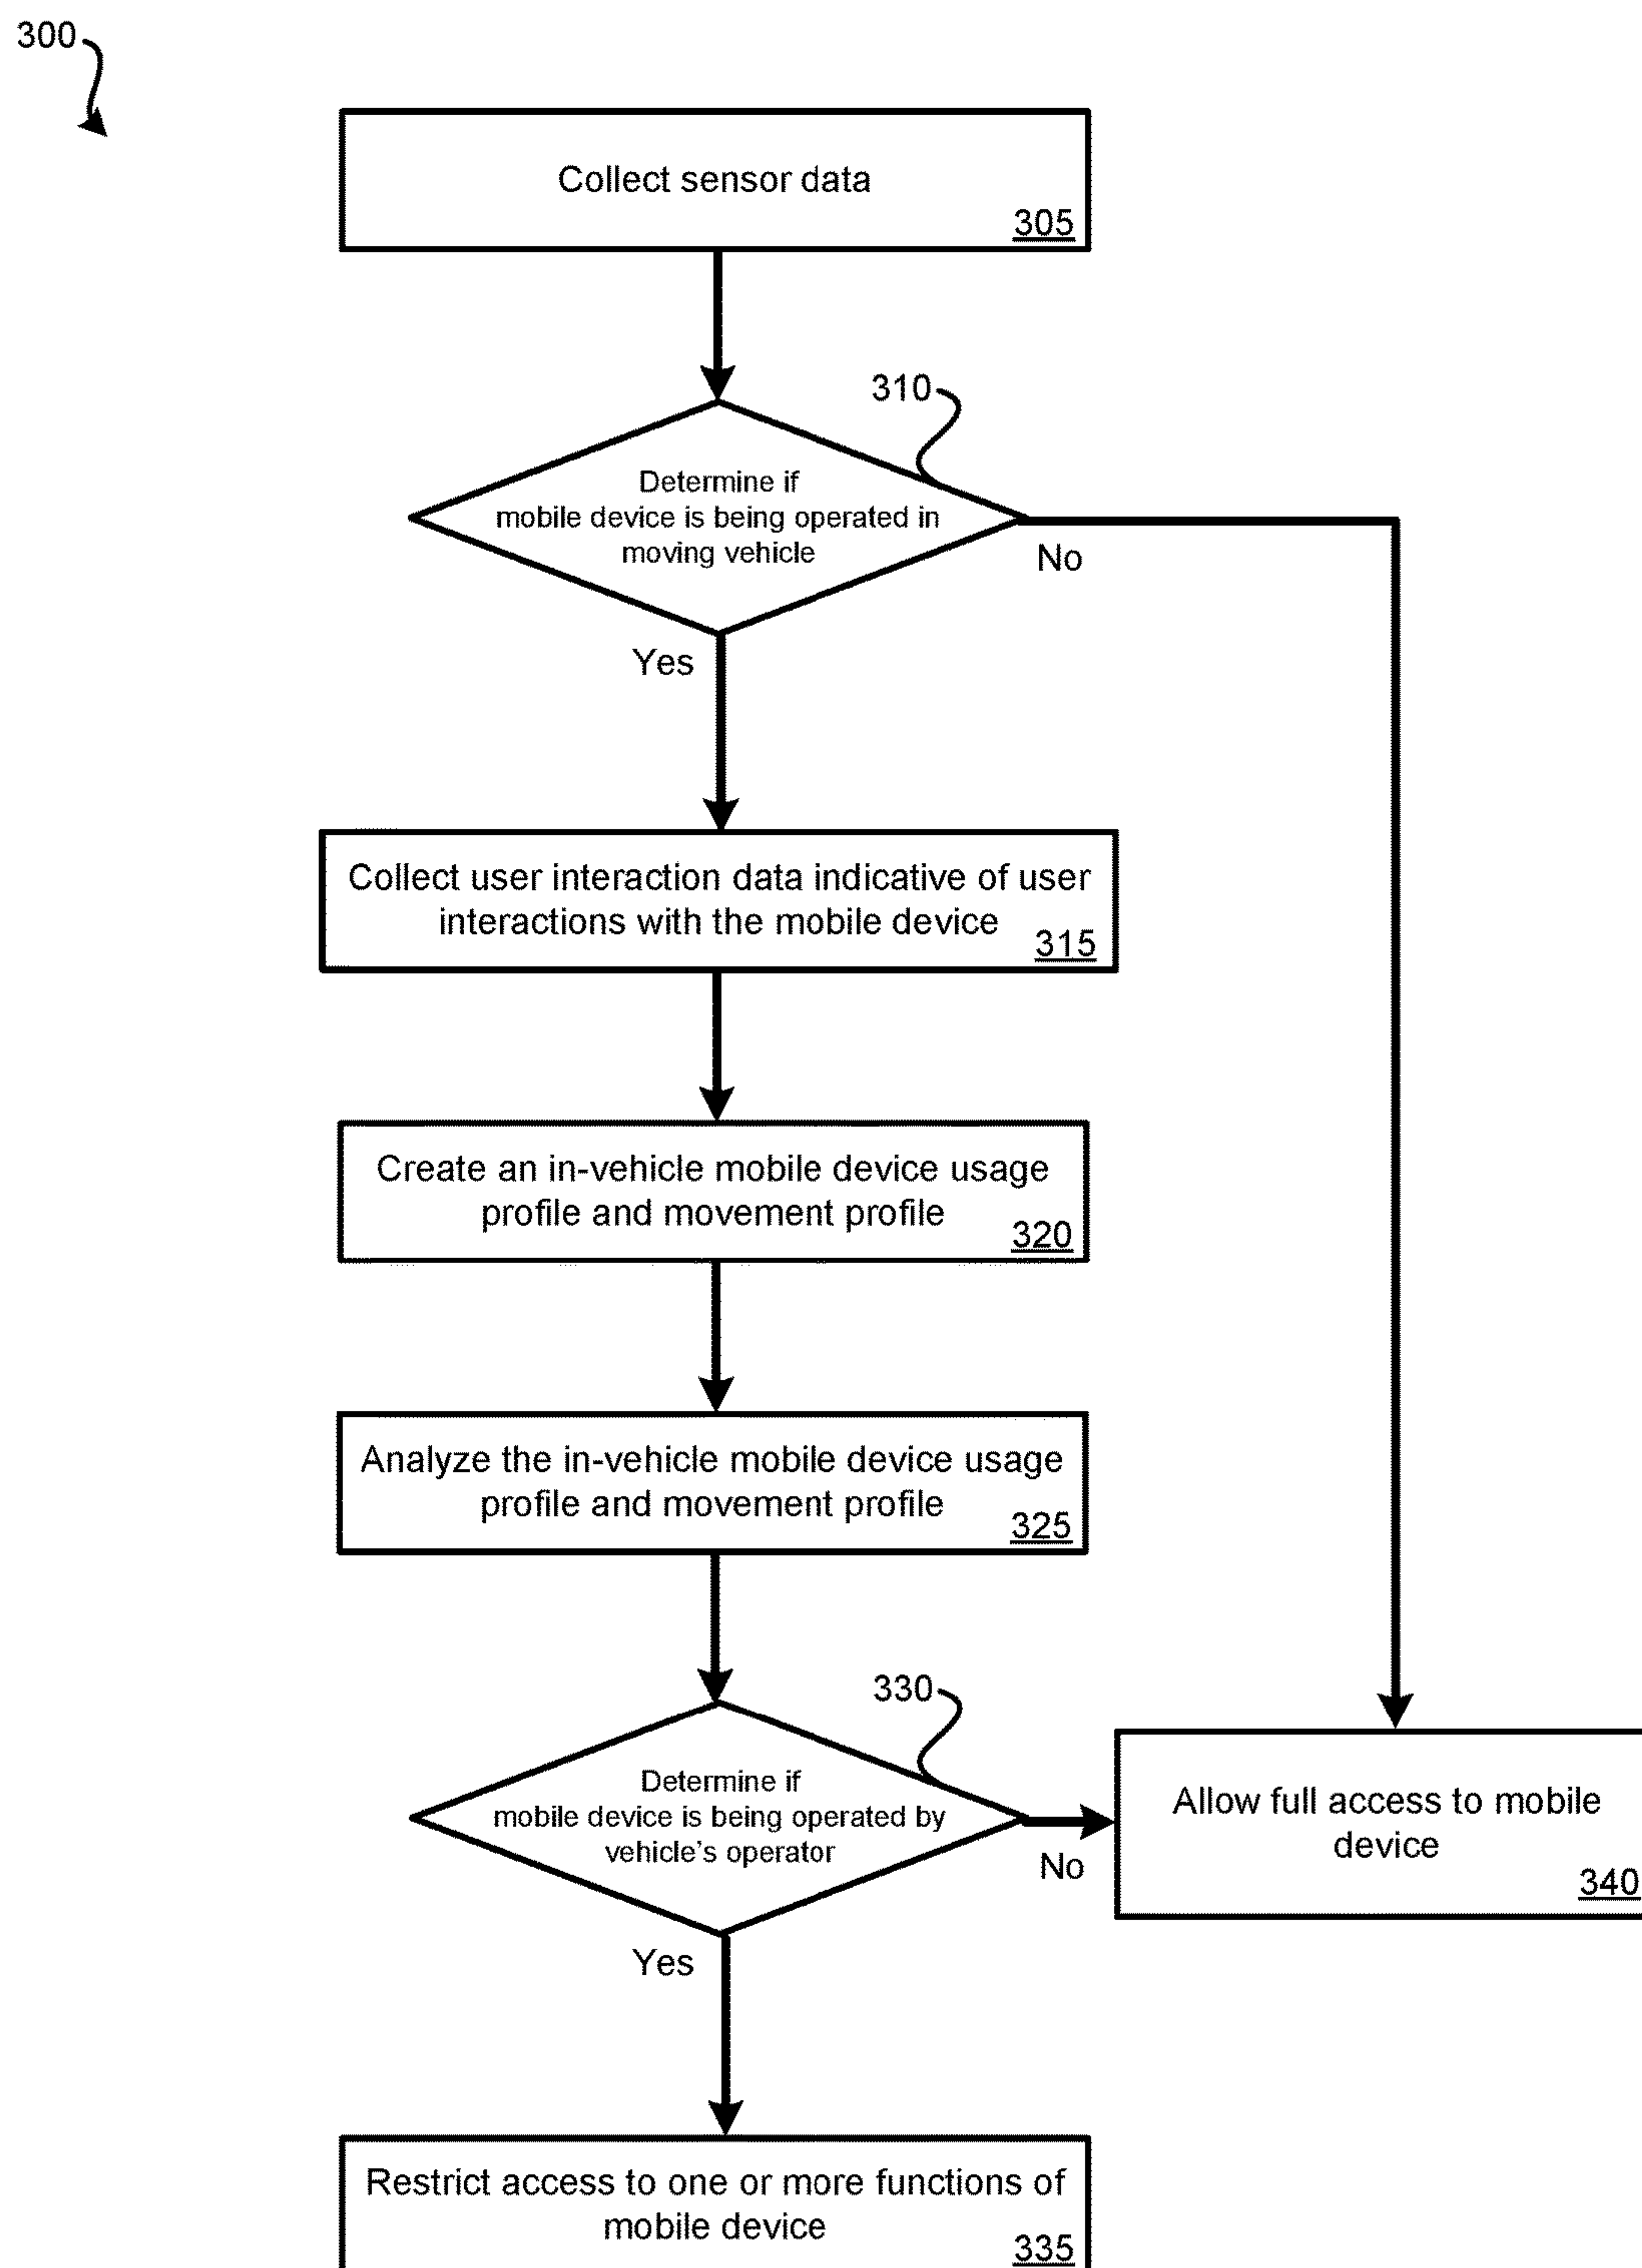 300
Collect sensor data
305
310
Determine if
mobile device is being operated in
moving vehicle
No
Yes
Collect user interaction data indicative of user
interactions with the mobile device
315
Create an in-vehicle mobile device usage
profile and movement profile
320
Analyze the in-vehicle mobile device usage
profile and movement profile
325
330
Determine if
mobile device is being operated by
vehicle's operator
No
Yes
Allow full access to mobile
device
340
Restrict access to one or more functions of
mobile device
335